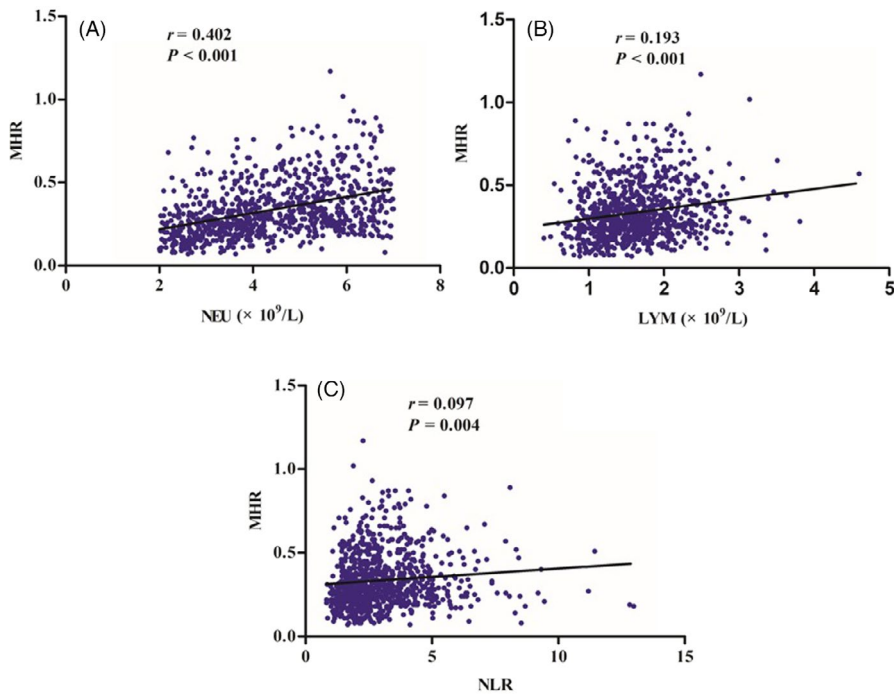 (A)
r = 0.402
P < 0.001
MHR
1.5
1.0
0.5
0.0
0 2 4 6 8
NEU (× 10⁹/L)
(B)
r = 0.193
P < 0.001
MHR
1.5
1.0
0.5
0.0
0 1 2 3 4 5
LYM (× 10⁹/L)
(C)
r = 0.097
P = 0.004
MHR
1.5
1.0
0.5
0.0
0 5 10 15
NLR